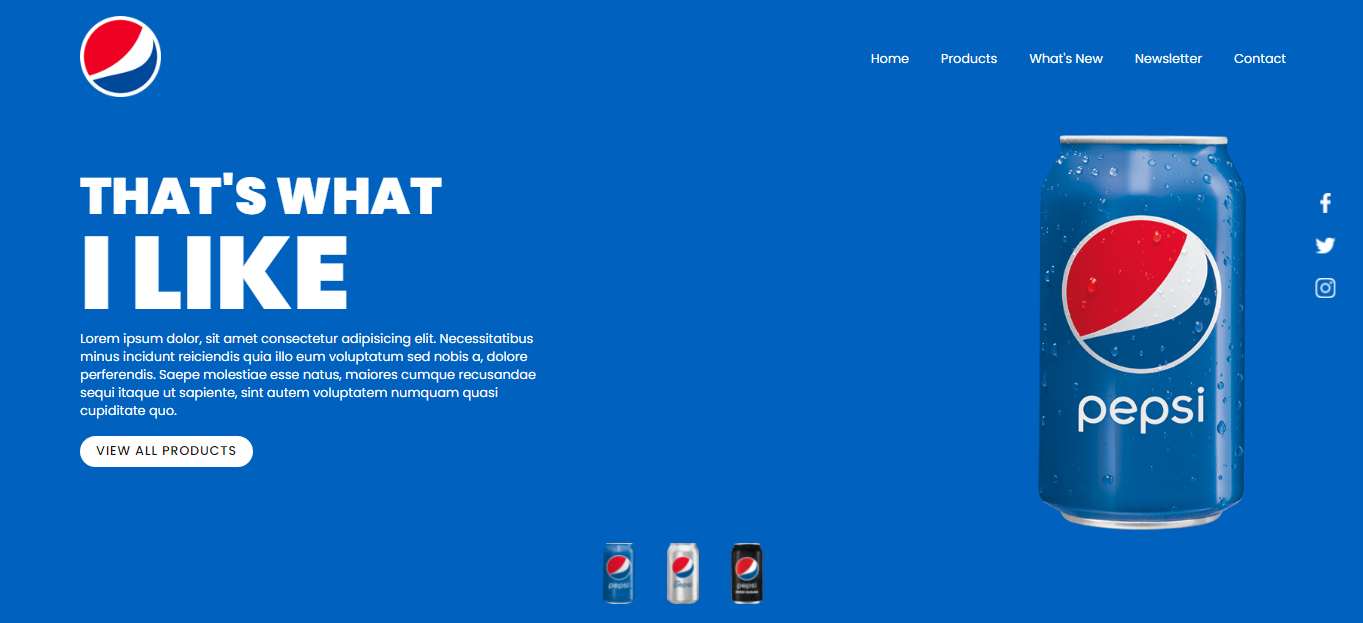 Home Products What's New Newsletter Contact
THAT'S WHAT
I LIKE
Lorem ipsum dolor, sit amet consectetur adipisicing elit. Necessitatibus
minus incidunt reiciendis quia illo eum voluptatum sed nobis a, dolore
perferendis. Saepe molestiae esse natus, maiores cumque recusandae
sequi itaque ut sapiente, sint autem voluptatem numquam quasi
cupiditate quo.
VIEW ALL PRODUCTS
pepsi
pepsi
pepsi
pepsi